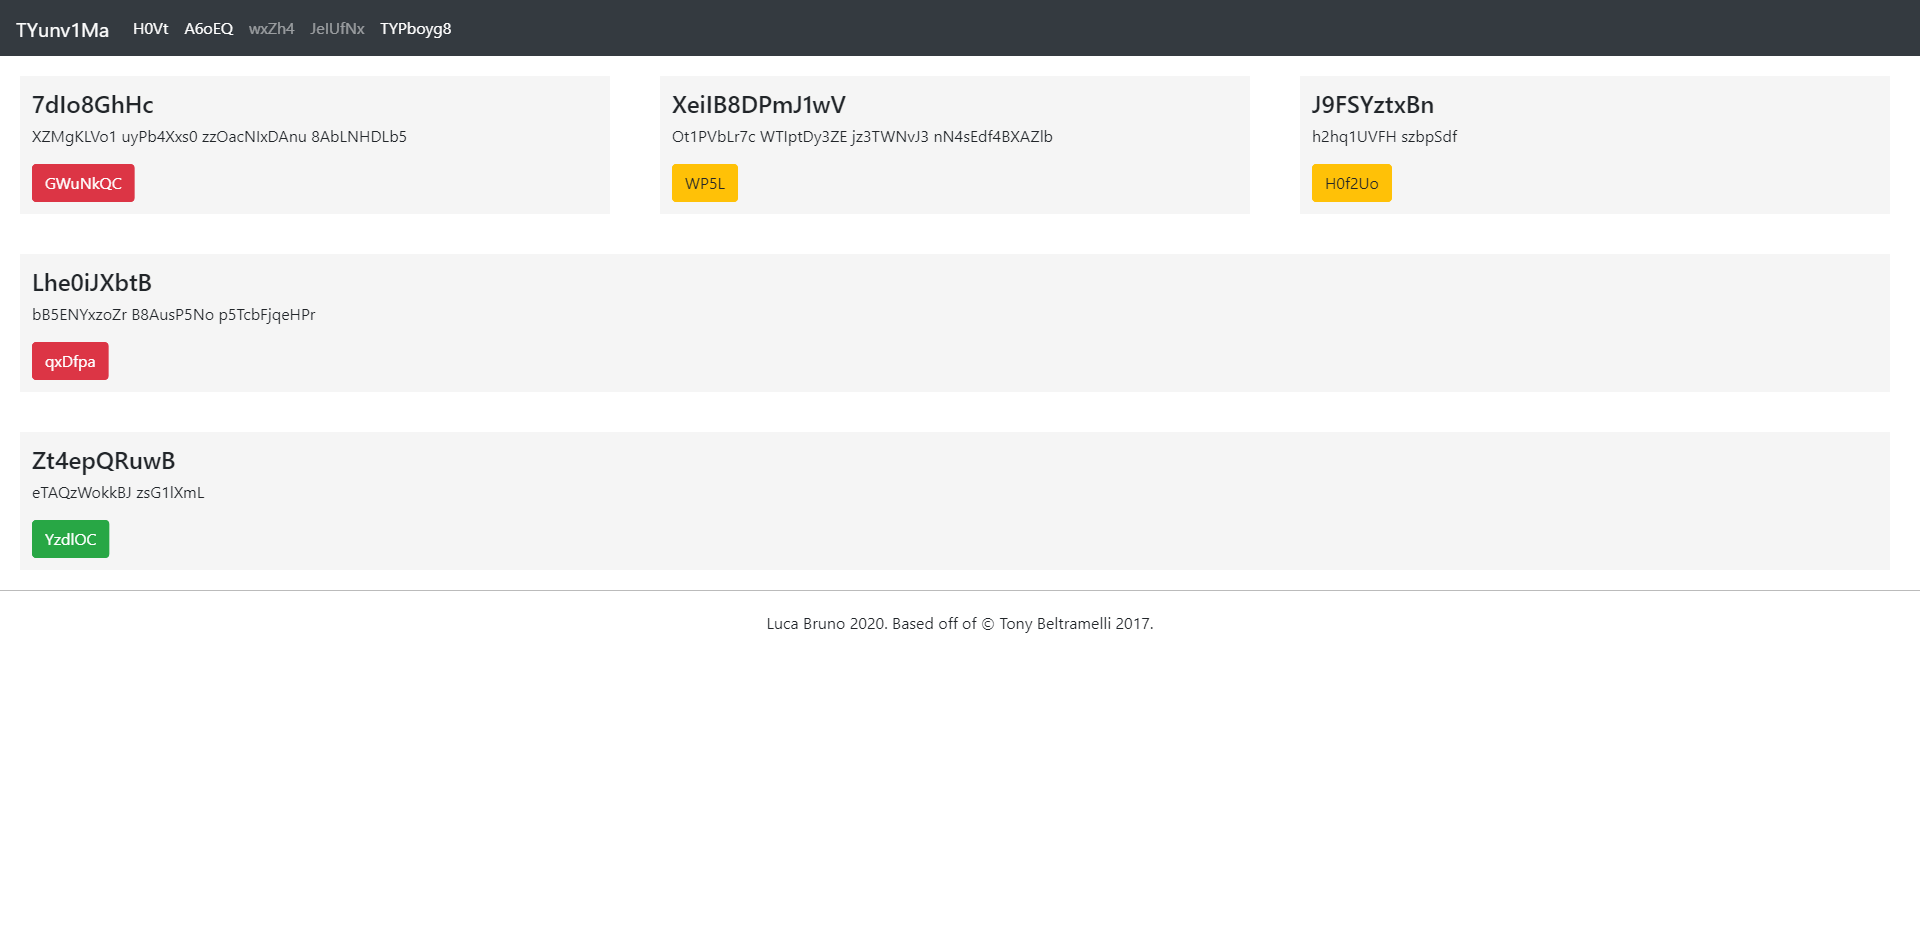 TYunv1Ma H0Vt A6oEQ wxZh4 JeIUfNx TYPboyg8
7dIo8GhHc
XZMgKLVo1 uyPb4Xxs0 zzOacNIxDAnu 8AbLNHDLb5
GWuNkQC
XeiIB8DPmJ1wV
Ot1PVbLr7c WTIptDy3ZE jz3TWNvJ3 nN4sEdf4BXAZlb
WP5L
J9FSYztxBn
h2hq1UVFH szbpSdf
H0f2Uo
Lhe0iJXbtB
bB5ENYxzoZr B8AusP5No p5TcbFjqeHPr
qxDfpa
Zt4epQRuwB
eTAQzWokkBJ zsG1lXmL
YzdlOC
Luca Bruno 2020. Based off of © Tony Beltramelli 2017.